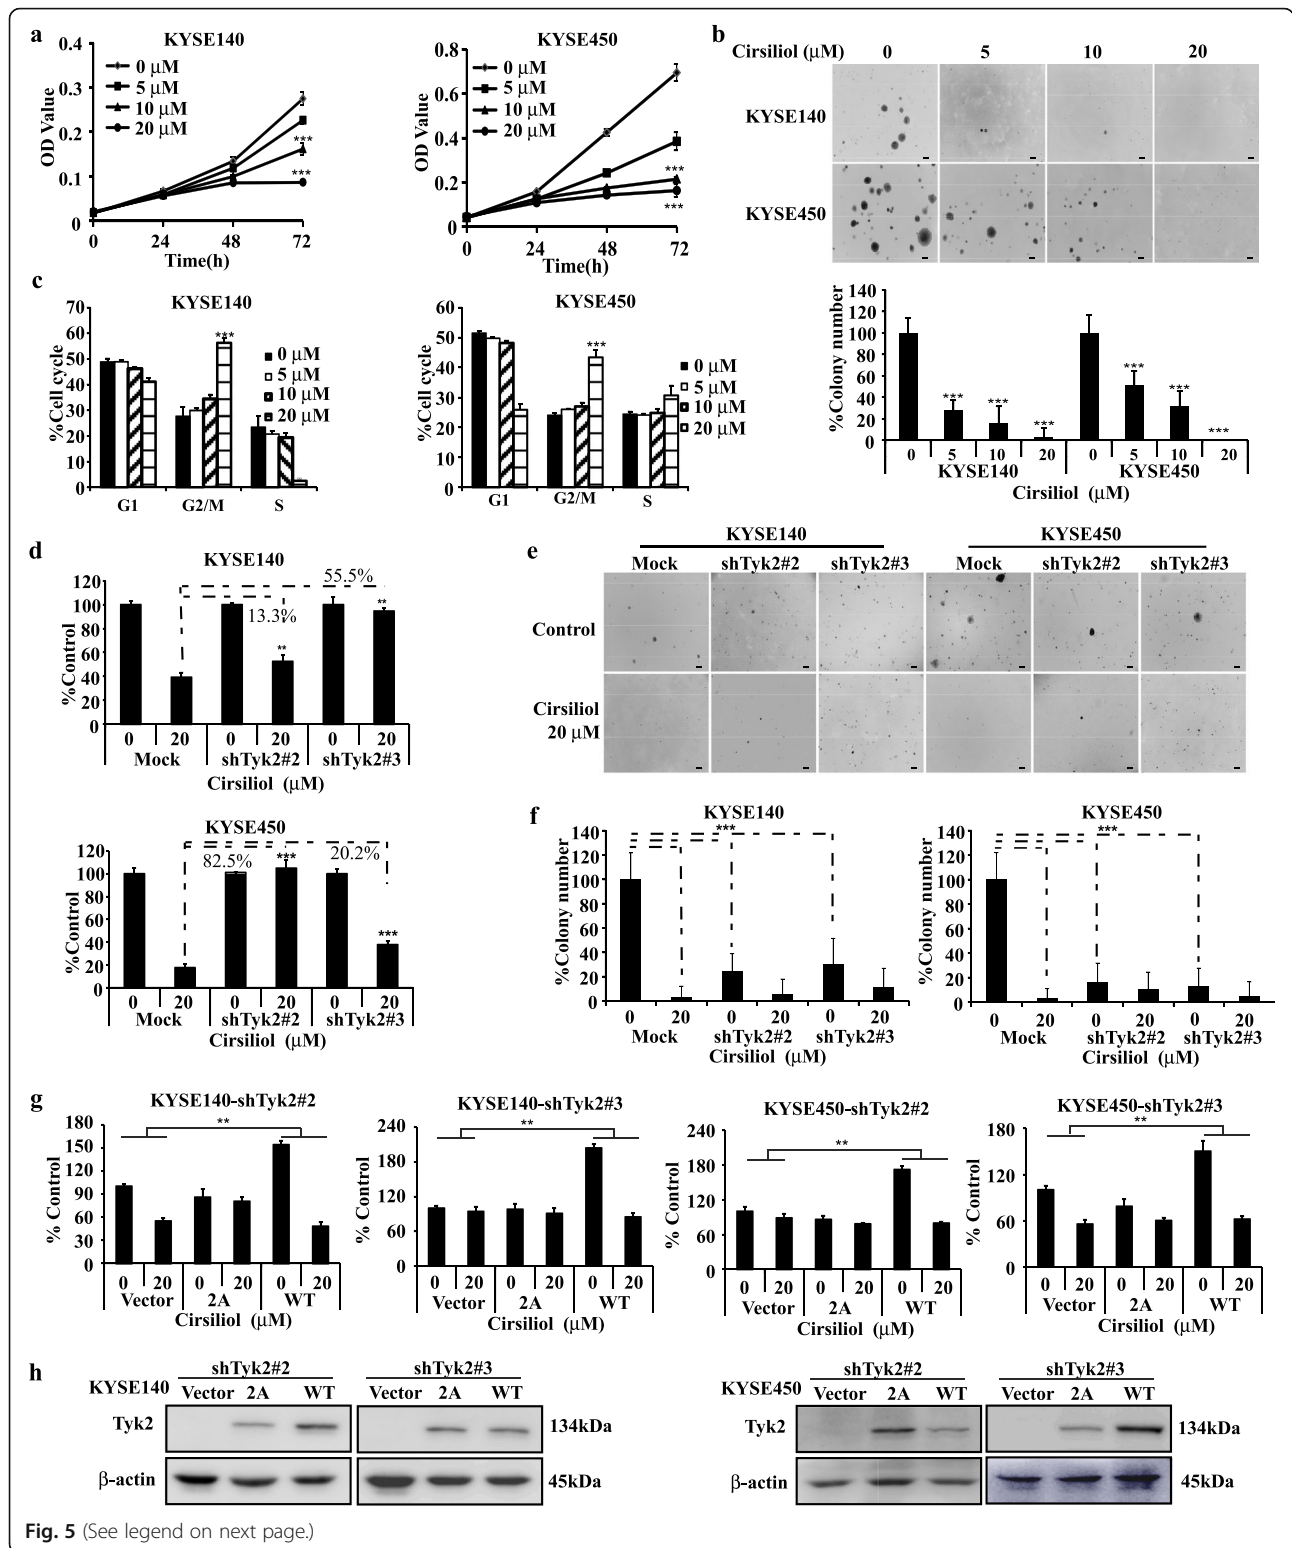 a
KYSE140
OD Value
0.4
0.3
0.2
0.1
0
0 μM
5 μM
10 μM
20 μM
***
***
0 24 48 72
Time(h)
KYSE450
OD Value
0.8
0.6
0.4
0.2
0
0 μM
5 μM
10 μM
20 μM
***
***
0 24 48 72
Time(h)
b
Cirsiliol (μM) 0 5 10 20
KYSE140
KYSE450
%Colony number
140
120
100
80
60
40
20
0
*** *** *** *** *** ***
0 5 10 20 0 5 10 20
KYSE140 KYSE450
Cirsiliol (μM)
c
KYSE140
%Cell cycle
70
60
50
40
30
20
10
0
***
0 μM
5 μM
10 μM
20 μM
G1 G2/M S
KYSE450
%Cell cycle
60
50
40
30
20
10
0
***
0 μM
5 μM
10 μM
20 μM
G1 G2/M S
d
KYSE140
%Control
120
100
80
60
40
20
0
55.5%
13.3%
** **
0 20 0 20 0 20
Mock shTyk2#2 shTyk2#3
Cirsiliol (μM)
KYSE450
%Control
120
100
80
60
40
20
0
82.5% *** 20.2%
***
0 20 0 20 0 20
Mock shTyk2#2 shTyk2#3
Cirsiliol (μM)
e
KYSE140 KYSE450
Mock shTyk2#2 shTyk2#3 Mock shTyk2#2 shTyk2#3
Control
Cirsiliol
20 μM
f
KYSE140
%Colony number
140
120
100
80
60
40
20
0
***
0 20 0 20 0 20
Mock shTyk2#2 shTyk2#3
Cirsiliol (μM)
KYSE450
%Colony number
140
120
100
80
60
40
20
0
***
0 20 0 20 0 20
Mock shTyk2#2 shTyk2#3
Cirsiliol (μM)
g
KYSE140-shTyk2#2
% Control
180
150
120
90
60
30
0
**
0 20 0 20 0 20
Vector 2A WT
Cirsiliol (μM)
KYSE140-shTyk2#3
% Control
240
180
120
60
0
**
0 20 0 20 0 20
Vector 2A WT
Cirsiliol (μM)
KYSE450-shTyk2#2
% Control
240
180
120
60
0
**
0 20 0 20 0 20
Vector 2A WT
Cirsiliol (μM)
KYSE450-shTyk2#3
% Control
180
120
60
0
**
0 20 0 20 0 20
Vector 2A WT
Cirsiliol (μM)
h
shTyk2#2 shTyk2#3
KYSE140 Vector 2A WT Vector 2A WT
Tyk2 134kDa
β-actin 45kDa
shTyk2#2 shTyk2#3
KYSE450 Vector 2A WT Vector 2A WT
Tyk2 134kDa
β-actin 45kDa
Fig. 5 (See legend on next page.)